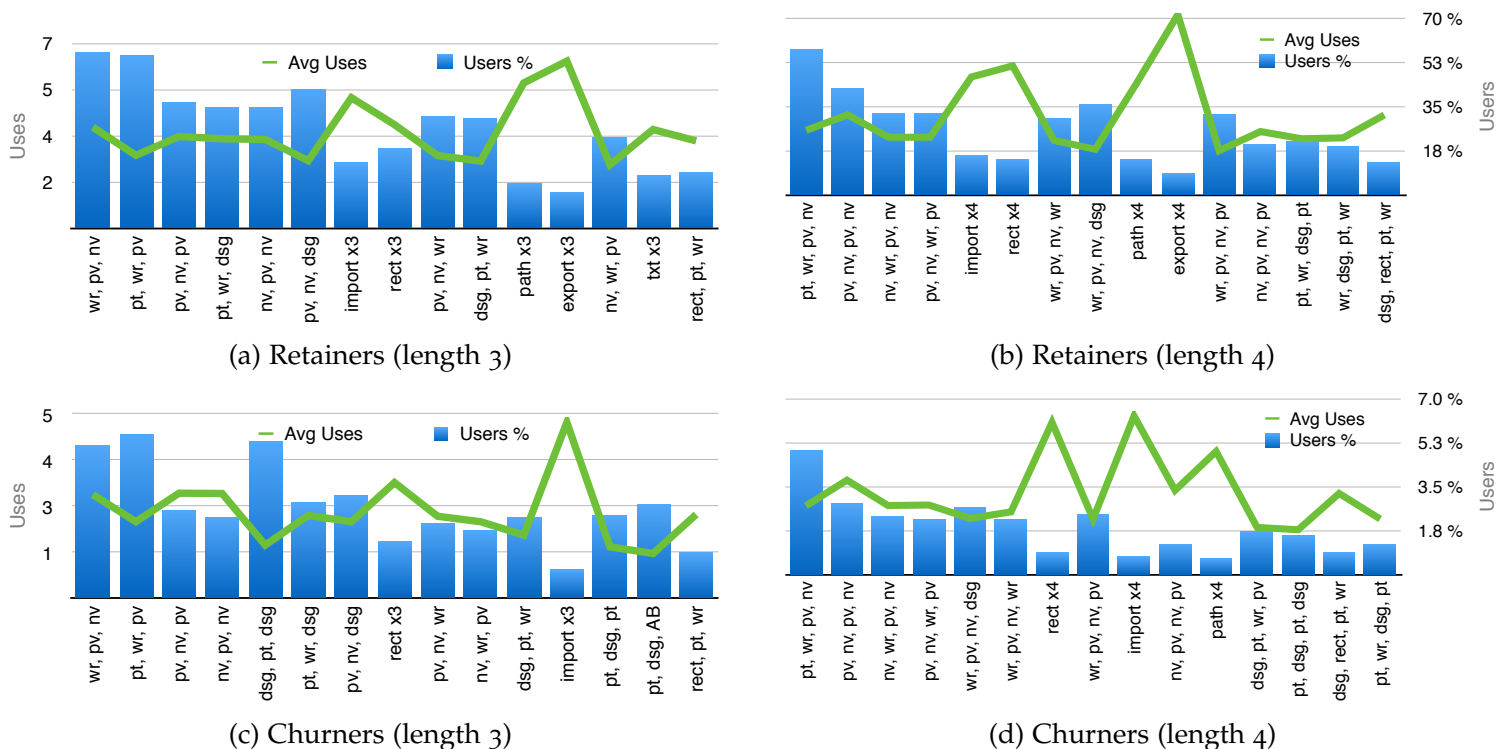 7
5
4
2
Uses
Avg Uses
Users %
wr, pv, nv
pt, wr, pv
pv, nv, pv
pt, wr, dsg
nv, pv, nv
pv, nv, dsg
import x3
rect x3
pv, nv, wr
dsg, pt, wr
path x3
export x3
nv, wr, pv
txt x3
rect, pt, wr
(a) Retainers (length 3)
70 %
53 %
35 %
18 %
Users
Avg Uses
Users %
pt, wr, pv, nv
pv, nv, pv, nv
nv, wr, pv, nv
pv, nv, wr, pv
import x4
rect x4
wr, pv, nv, wr
wr, pv, nv, dsg
path x4
export x4
wr, pv, nv, pv
nv, pv, nv, pv
pt, wr, dsg, pt
wr, dsg, pt, wr
dsg, rect, pt, wr
(b) Retainers (length 4)
5
4
3
1
Uses
Avg Uses
Users %
wr, pv, nv
pt, wr, pv
pv, nv, pv
nv, pv, nv
dsg, pt, dsg
pt, wr, dsg
pv, nv, dsg
rect x3
pv, nv, wr
nv, wr, pv
dsg, pt, wr
import x3
pt, dsg, pt
pt, dsg, AB
rect, pt, wr
(c) Churners (length 3)
7.0 %
5.3 %
3.5 %
1.8 %
Users
Avg Uses
Users %
pt, wr, pv, nv
pv, nv, pv, nv
nv, wr, pv, nv
pv, nv, wr, pv
wr, pv, nv, dsg
wr, pv, nv, wr
rect x4
wr, pv, nv, pv
import x4
nv, pv, nv, pv
path x4
dsg, pt, wr, pv
pt, dsg, pt, dsg
dsg, rect, pt, wr
pt, wr, dsg, pt
(d) Churners (length 4)